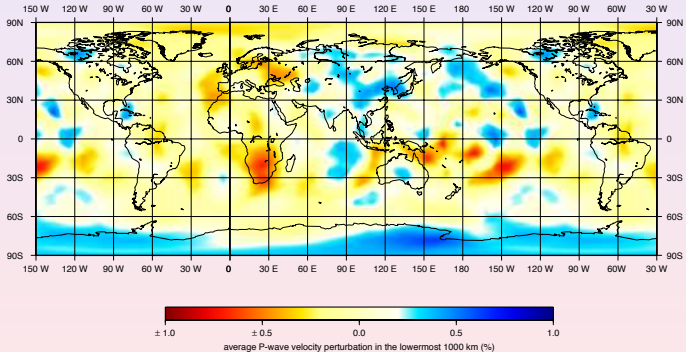 150 W 120 W 90 W 60 W 30 W 0 30 E 60 E 90 E 120 E 150 E 180 150 W 120 W 90 W 60W 30 W
90N 90N
60N 60N
30N 30N
0 0
30S 30S
60S 60S
90S 90S
150 W 120 W 90 W 60 W 30 W 0 30 E 60 E 90 E 120 E 150 E 180 150 W 120 W 90 W 60W 30 W
± 1.0 ± 0.5 0.0 0.5 1.0
average P-wave velocity perturbation in the lowermost 1000 km (%)